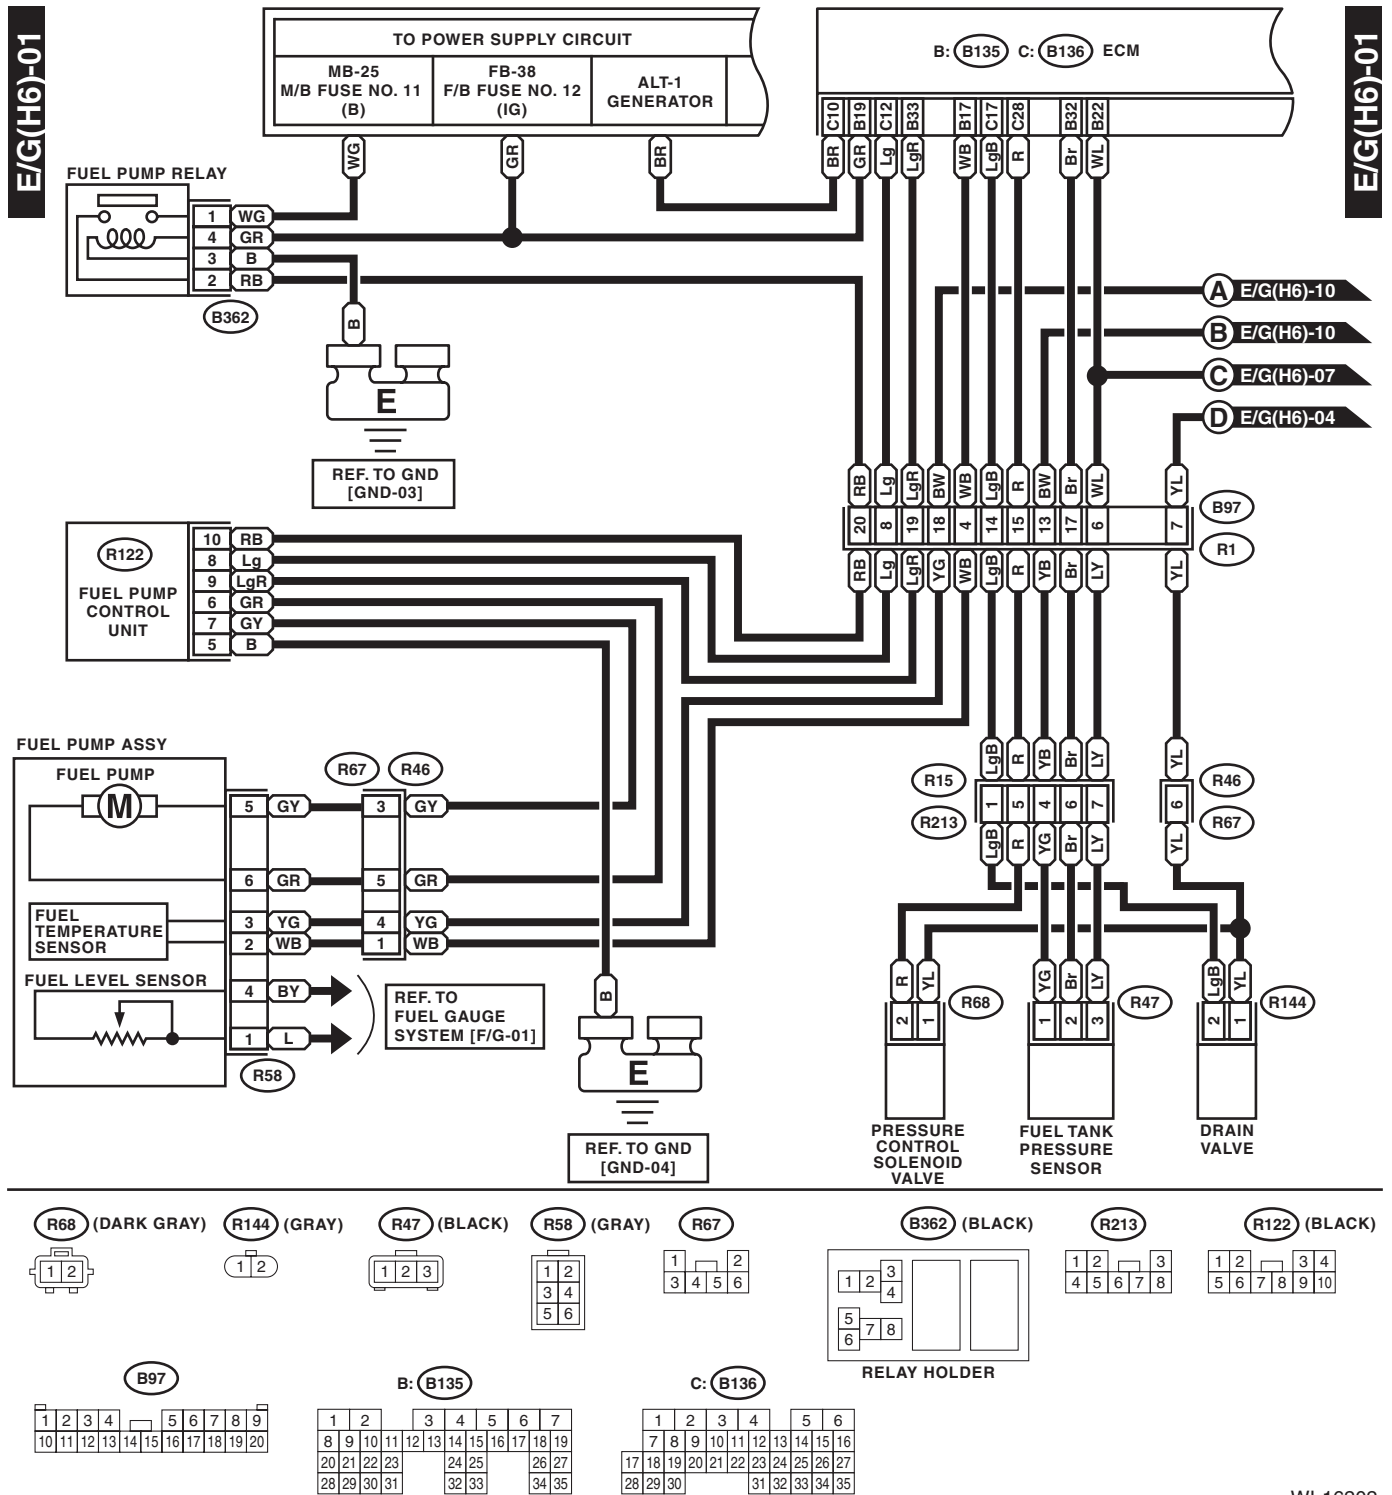 E/G(H6)-01
E/G(H6)-01
TO POWER SUPPLY CIRCUIT
MB-25
M/B FUSE NO. 11
(B)
FB-38
F/B FUSE NO. 12
(IG)
ALT-1
GENERATOR
B: B135 C: B136 ECM
C10 B19 C12 B33 B17 C17 C28 B32 B22
WG GR BR
BR GR Lg LgR WB LgB R Br WL
FUEL PUMP RELAY
1 WG
4 GR
3 B
2 RB
B362
B
E
REF. TO GND
[GND-03]
A E/G(H6)-10
B E/G(H6)-10
C E/G(H6)-07
D E/G(H6)-04
RB Lg LgR BW WB LgB R BW Br WL YL
20 8 19 18 4 14 15 13 17 6 7
B97
R1
RB Lg LgR YG WB LgB R YB Br LY YL
R122
FUEL PUMP
CONTROL
UNIT
10 RB
8 Lg
9 LgR
6 GR
7 GY
5 B
FUEL PUMP ASSY
FUEL PUMP
M
R67 R46
5 GY 3 GY
6 GR 5 GR
FUEL
TEMPERATURE
SENSOR
3 YG 4 YG
2 WB 1 WB
FUEL LEVEL SENSOR
4 BY
1 L
R58
REF. TO
FUEL GAUGE
SYSTEM [F/G-01]
B
E
REF. TO GND
[GND-04]
LgB R YB Br LY YL
R15
R213
1 5 4 6 7
6
R46
R67
LgB R YG Br LY YL
R YL
2 1
R68
PRESSURE
CONTROL
SOLENOID
VALVE
YG Br LY
1 2 3
R47
FUEL TANK
PRESSURE
SENSOR
LgB YL
2 1
R144
DRAIN
VALVE
R68 (DARK GRAY)
1 2
R144 (GRAY)
1 2
R47 (BLACK)
1 2 3
R58 (GRAY)
1 2
3 4
5 6
R67
1 2
3 4 5 6
B362 (BLACK)
1 2 3
4
5
6 7 8
RELAY HOLDER
R213
1 2 3
4 5 6 7 8
R122 (BLACK)
1 2 3 4
5 6 7 8 9 10
B97
1 2 3 4 5 6 7 8 9
10 11 12 13 14 15 16 17 18 19 20
B: B135
1 2 3 4 5 6 7
8 9 10 11 12 13 14 15 16 17 18 19
20 21 22 23 24 25 26 27
28 29 30 31 32 33 34 35
C: B136
1 2 3 4 5 6
7 8 9 10 11 12 13 14 15 16
17 18 19 20 21 22 23 24 25 26 27
28 29 30 31 32 33 34 35